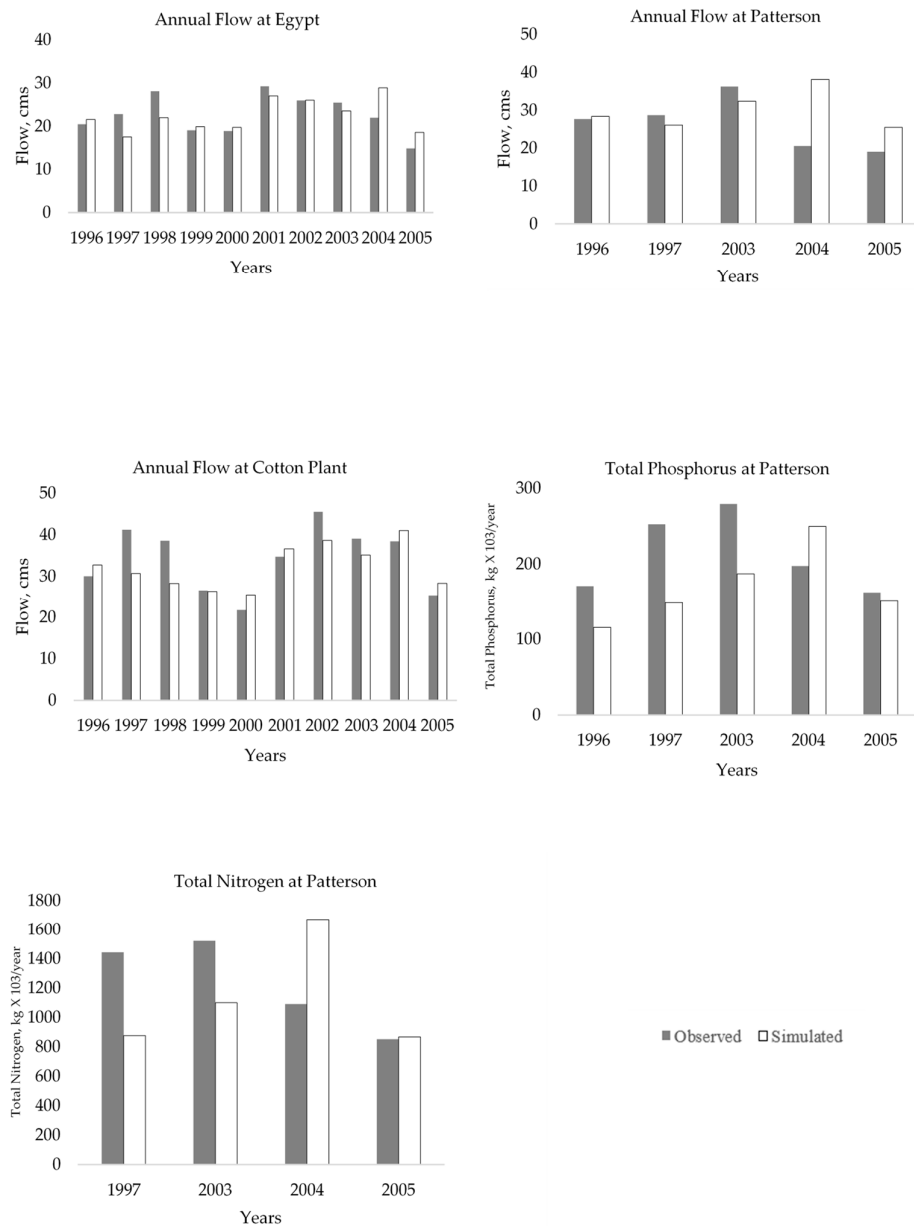 Annual Flow at Egypt
Flow, cms
40
30
20
10
0
1996 1997 1998 1999 2000 2001 2002 2003 2004 2005
Years
Annual Flow at Patterson
Flow, cms
50
40
30
20
10
0
1996 1997 2003 2004 2005
Years
Annual Flow at Cotton Plant
Flow, cms
50
40
30
20
10
0
1996 1997 1998 1999 2000 2001 2002 2003 2004 2005
Years
Total Phosphorus at Patterson
Total Phosphorus, kg X 103/year
300
200
100
0
1996 1997 2003 2004 2005
Years
Total Nitrogen at Patterson
Total Nitrogen, kg X 103/year
1800
1600
1400
1200
1000
800
600
400
200
0
1997 2003 2004 2005
Years
Observed Simulated